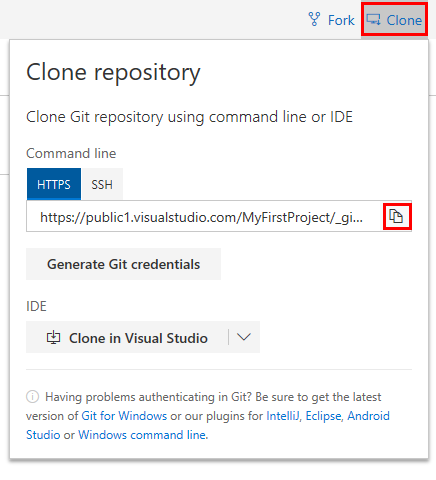 Fork Clone
Clone repository
Clone Git repository using command line or IDE
Command line
HTTPS SSH
https://public1.visualstudio.com/MyFirstProject/_gi...
Generate Git credentials
IDE
Clone in Visual Studio
Having problems authenticating in Git? Be sure to get the latest
version of Git for Windows or our plugins for IntelliJ, Eclipse, Android
Studio or Windows command line.